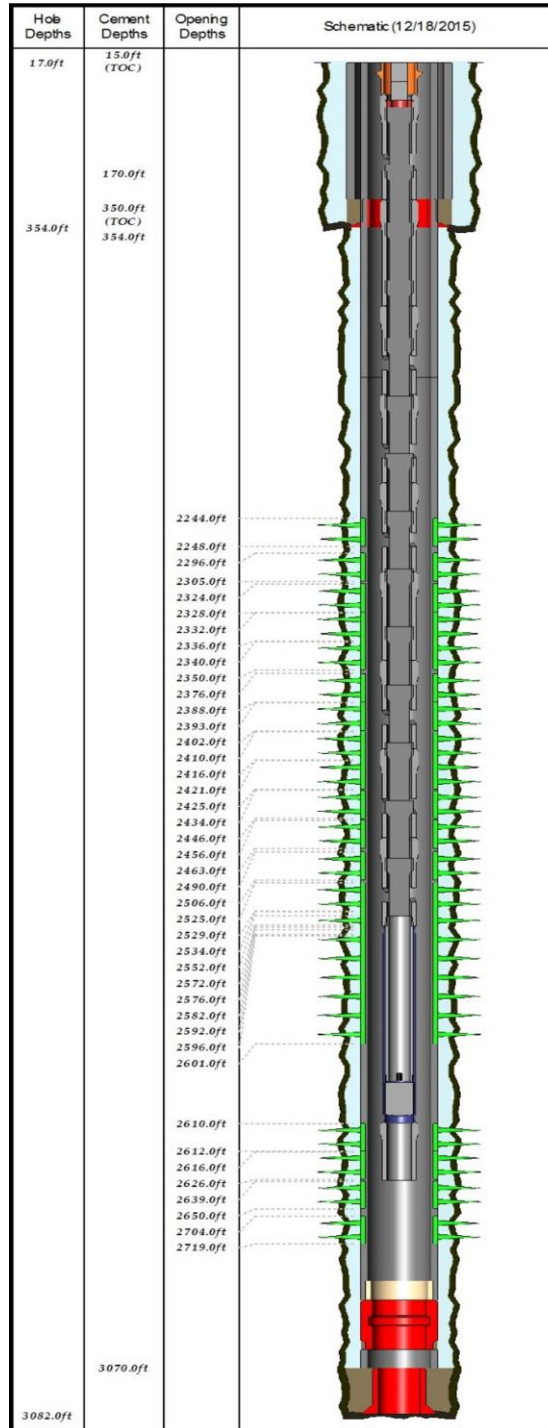 Hole Depths
Cement Depths
Opening Depths
Schematic (12/18/2015)
17.0ft
15.0ft
(TOC)
170.0ft
350.0ft
(TOC)
354.0ft
354.0ft
2244.0ft
2248.0ft
2296.0ft
2305.0ft
2324.0ft
2328.0ft
2332.0ft
2336.0ft
2340.0ft
2350.0ft
2376.0ft
2388.0ft
2393.0ft
2402.0ft
2410.0ft
2416.0ft
2421.0ft
2425.0ft
2434.0ft
2446.0ft
2456.0ft
2463.0ft
2490.0ft
2506.0ft
2525.0ft
2529.0ft
2534.0ft
2552.0ft
2572.0ft
2576.0ft
2582.0ft
2592.0ft
2596.0ft
2601.0ft
2610.0ft
2612.0ft
2616.0ft
2626.0ft
2639.0ft
2650.0ft
2704.0ft
2719.0ft
3070.0ft
3082.0ft